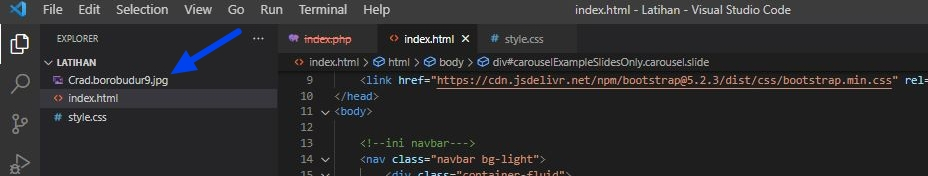 File Edit Selection View Go Run Terminal Help index.html - Latihan - Visual Studio Code
EXPLORER ...
index.php index.html style.css
LATIHAN
Crad.borobudur9.jpg
index.html
style.css
index.html > html > body > div#carouselExampleSlidesOnly.carousel.slide
9 <link href="https://cdn.jsdelivr.net/npm/bootstrap@5.2.3/dist/css/bootstrap.min.css" rel=
10 </head>
11 <body>
12
13 <!--ini navbar--->
14 <nav class="navbar bg-light">
15 <div class="container-fluid">